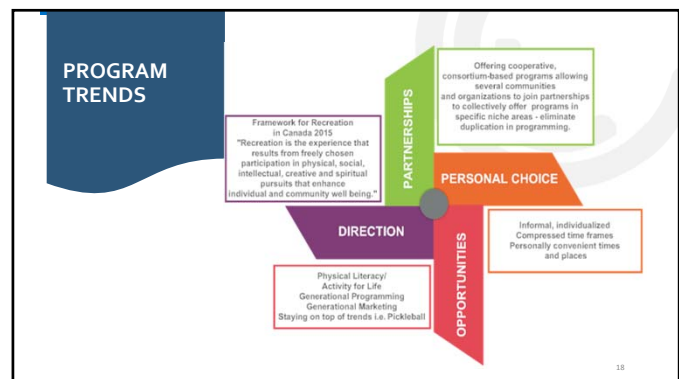 PROGRAM
TRENDS
PARTNERSHIPS
Offering cooperative,
consortium-based programs allowing
several communities
and organizations to join partnerships
to collectively offer programs in
specific niche areas - eliminate
duplication in programming.
Framework for Recreation
in Canada 2015
"Recreation is the experience that
results from freely chosen
participation in physical, social,
intellectual, creative and spiritual
pursuits that enhance
individual and community well being."
PERSONAL CHOICE
Informal, individualized
Compressed time frames
Personally convenient times
and places
DIRECTION
OPPORTUNITIES
Physical Literacy/
Activity for Life
Generational Programming
Generational Marketing
Staying on top of trends i.e. Pickleball
18